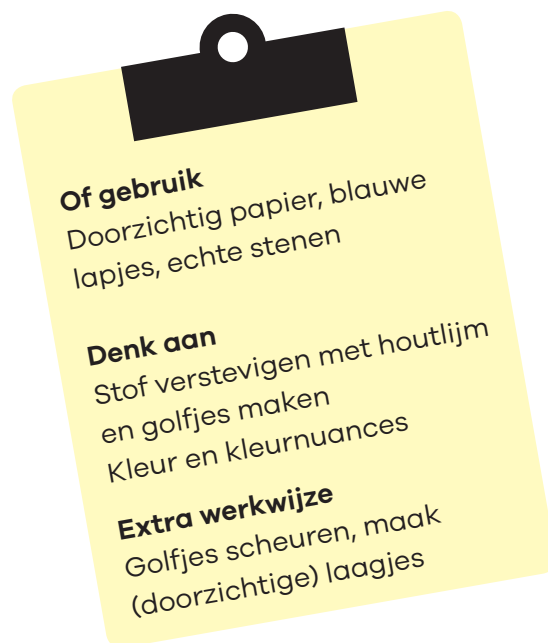 Of gebruik
Doorzichtig papier, blauwe
lapjes, echte stenen
Denk aan
Stof verstevigen met houtlijm
en golfjes maken
Kleur en kleurnuances
Extra werkwijze
Golfjes scheuren, maak
(doorzichtige) laagjes